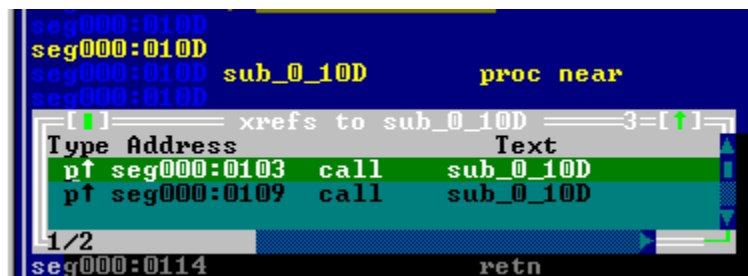 seg000:010D
seg000:010D
seg000:010D sub_0_10D proc near
seg000:010D
[▮] xrefs to sub_0_10D 3=[↑]
Type Address Text
p↑ seg000:0103 call sub_0_10D
p↑ seg000:0109 call sub_0_10D
1/2
seg000:0114 retn